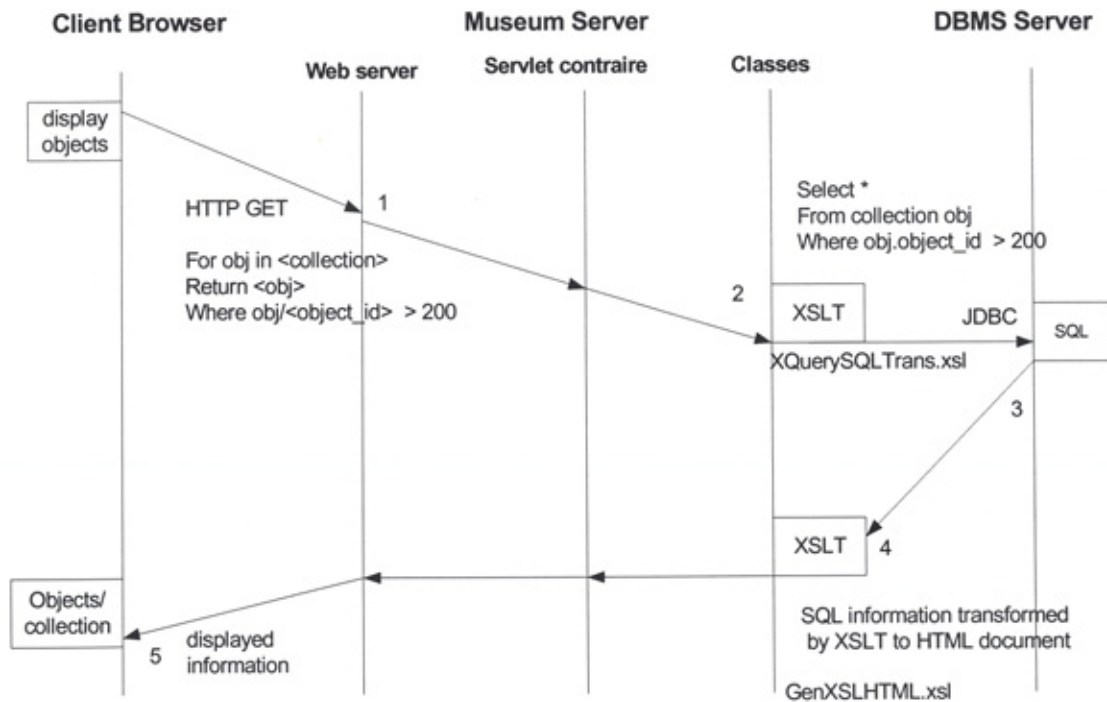 Client Browser
Museum Server
DBMS Server
Web server
Servlet contraire
Classes
display
objects
HTTP GET
1
For obj in <collection>
Return <obj>
Where obj/<object_id> > 200
Select *
From collection obj
Where obj.object_id > 200
2
XSLT
JDBC
SQL
XQuerySQLTrans.xsl
3
XSLT
4
Objects/
collection
5
displayed
information
SQL information transformed
by XSLT to HTML document
GenXSLHTML.xsl